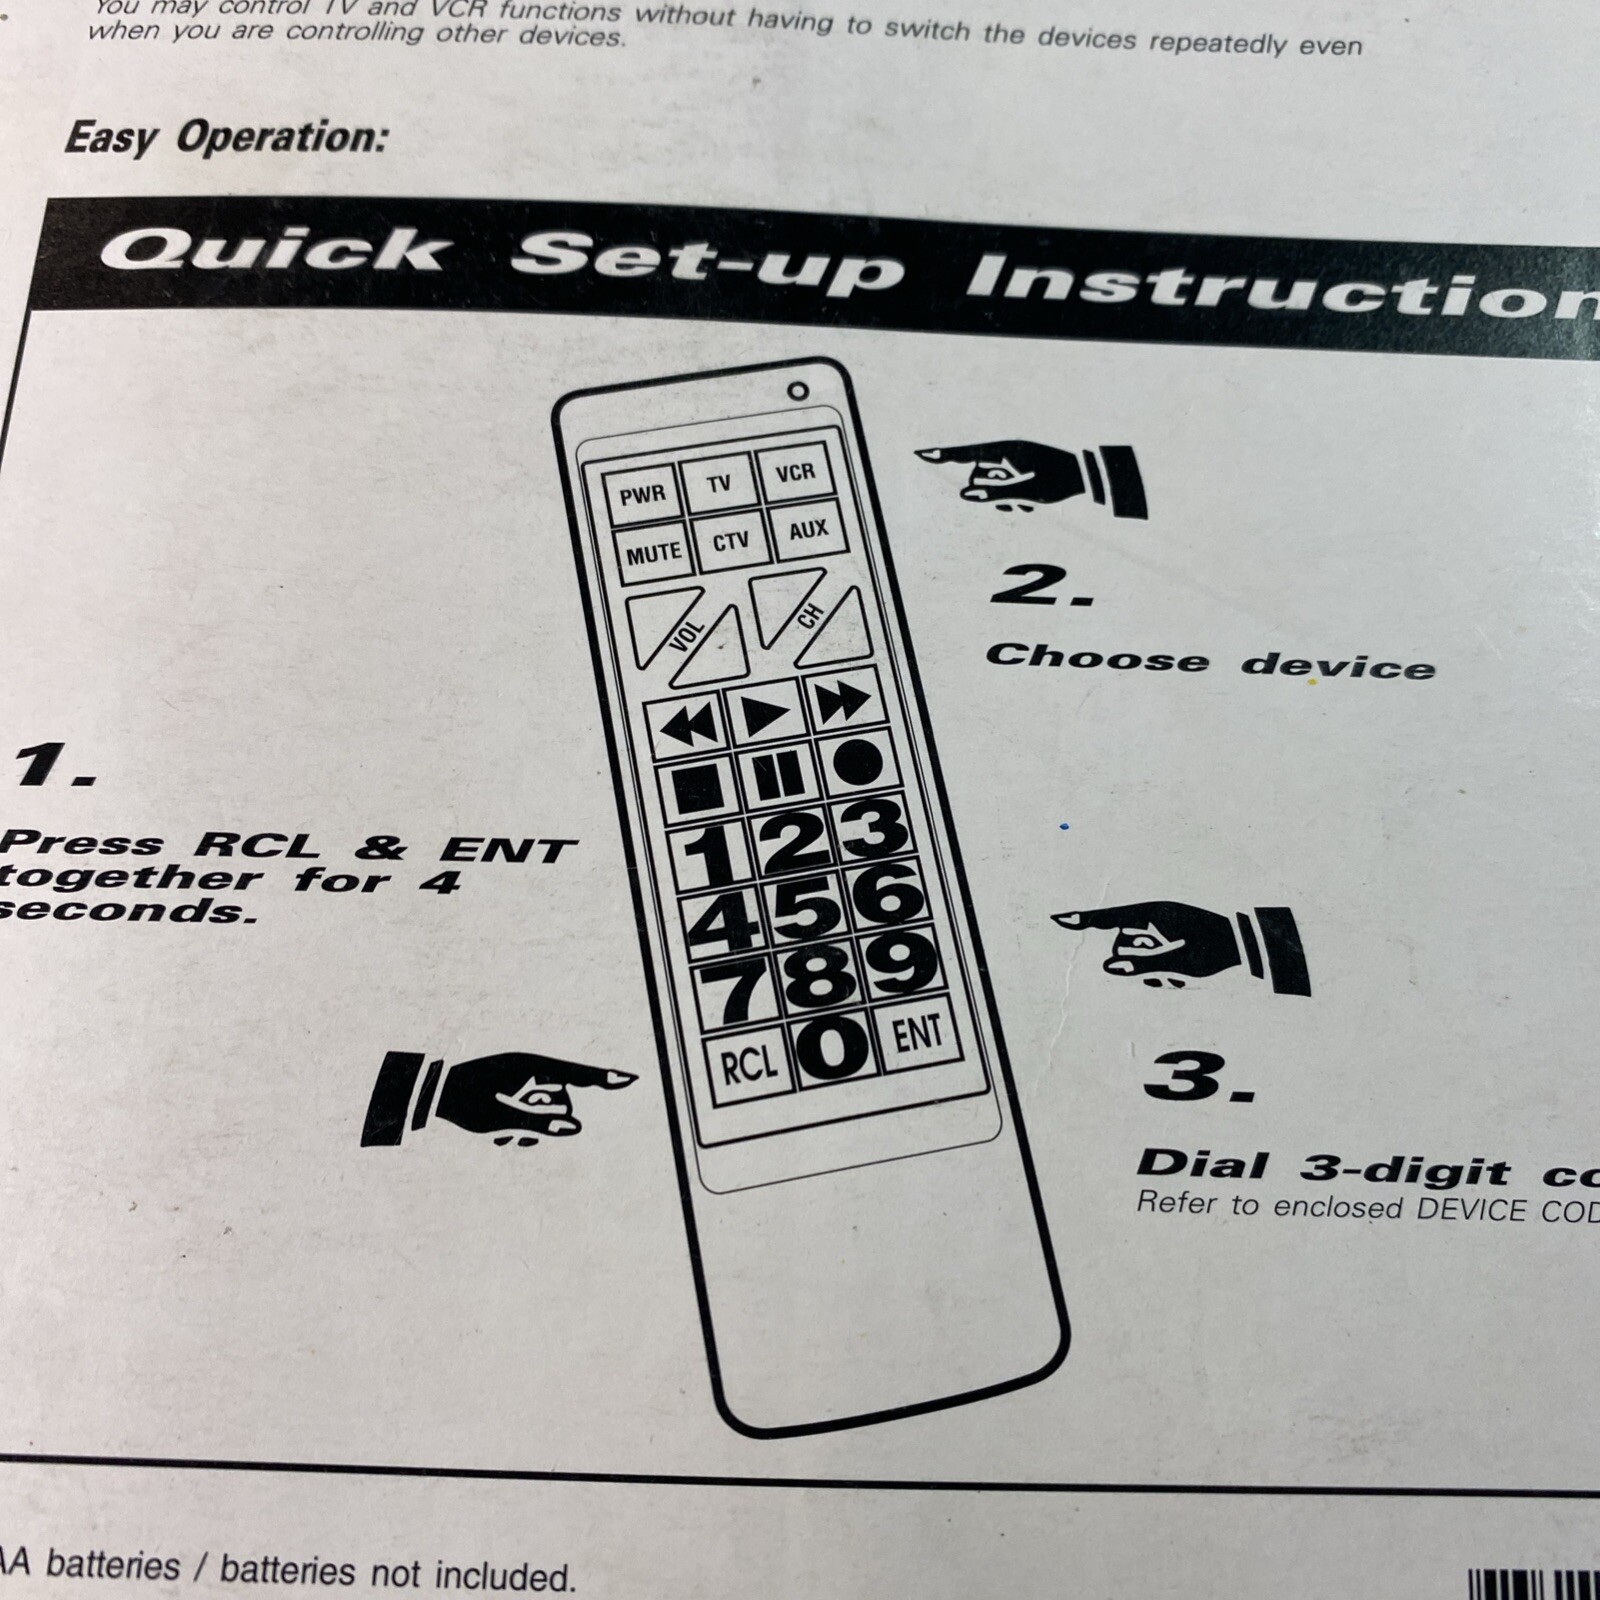 You may control TV and VCR functions without having to switch the devices repeatedly even
when you are controlling other devices.
Easy Operation:
Quick Set-up Instruction
PWR TV VCR
MUTE CTV AUX
VOL CH
1 2 3
4 5 6
7 8 9
RCL 0 ENT
1.
Press RCL & ENT
together for 4
seconds.
2.
Choose device
3.
Dial 3-digit
Refer to enclosed DEVICE
AA batteries / batteries not included.